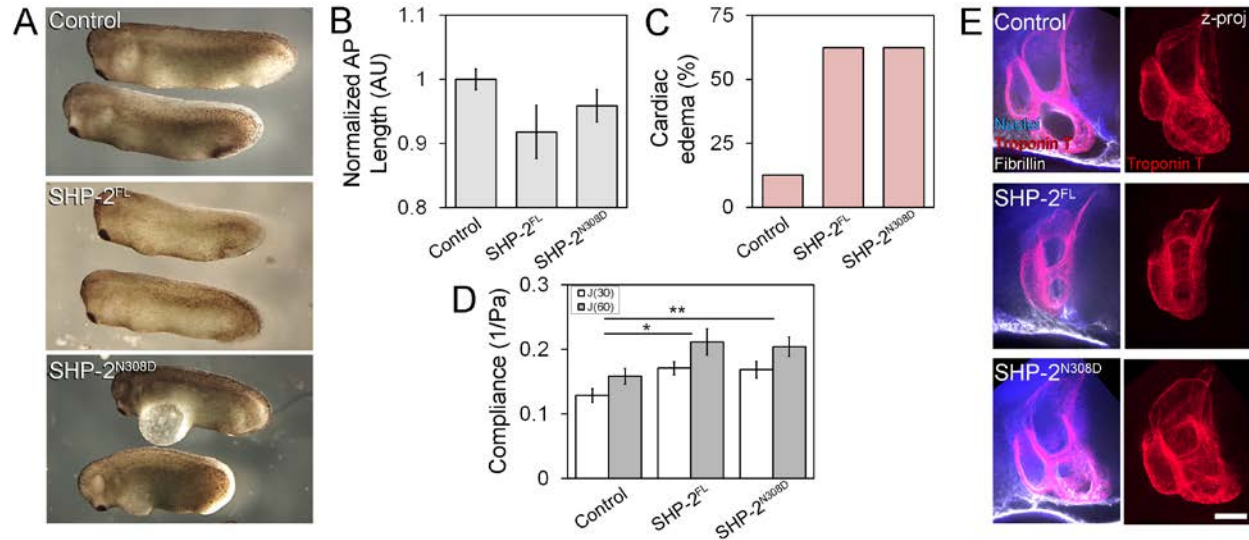 A
Control
SHP-2FL
SHP-2N308D
B
Normalized AP
Length (AU)
1
0.9
0.8
Control
SHP-2FL
SHP-2N308D
C
Cardiac
edema (%)
75
50
25
0
Control
SHP-2FL
SHP-2N308D
D
Compliance (1/Pa)
0.3
0.2
0.1
0
J(30)
J(60)
*
**
Control
SHP-2FL
SHP-2N308D
E
Control
z-proj
Nuclei
Troponin T
Fibrillin
Troponin T
SHP-2FL
SHP-2N308D